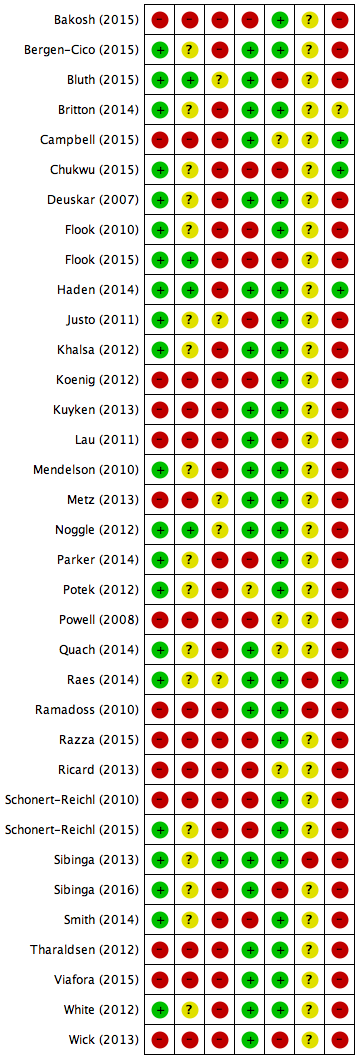 Bakosh (2015) - - - - + ? -
Bergen-Cico (2015) + ? - + + ? -
Bluth (2015) + + ? + - ? -
Britton (2014) + ? - + + ? ?
Campbell (2015) - - - + ? ? +
Chukwu (2015) + ? - - - ? +
Deuskar (2007) + ? - + + ? -
Flook (2010) + ? - - + ? -
Flook (2015) + + - - - ? -
Haden (2014) + + - + + ? +
Justo (2011) + ? ? - + ? -
Khalsa (2012) + ? - + + ? -
Koenig (2012) - - - - + ? -
Kuyken (2013) - - - + + ? -
Lau (2011) - - - + - ? -
Mendelson (2010) + ? - + + ? -
Metz (2013) - - ? + + ? -
Noggle (2012) + + ? + + ? -
Parker (2014) + ? - - + ? -
Potek (2012) + ? - ? + ? -
Powell (2008) - - - - ? ? -
Quach (2014) + ? - + ? ? -
Raes (2014) + ? ? + + - +
Ramadoss (2010) - - - + + - -
Razza (2015) - - - - + ? -
Ricard (2013) - - - - ? ? -
Schonert-Reichl (2010) - - - - + ? -
Schonert-Reichl (2015) + ? - - + ? -
Sibinga (2013) + ? + + + - -
Sibinga (2016) + ? - + - ? -
Smith (2014) + ? - - + ? -
Tharaldsen (2012) - - - + + ? -
Viafora (2015) - - - + + ? -
White (2012) + ? - + + ? -
Wick (2013) - - - + - ? -